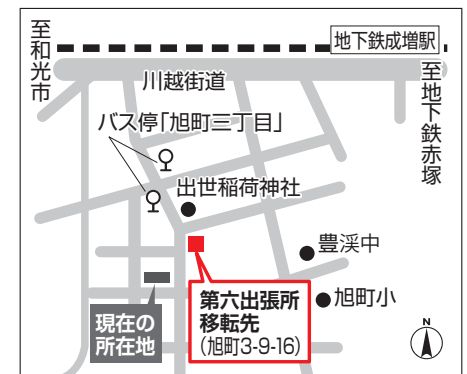 至和光市
地下鉄成増駅
至地下鉄赤塚
川越街道
バス停「旭町三丁目」
出世稲荷神社
豊渓中
旭町小
第六出張所
移転先
(旭町3-9-16)
現在の
所在地
N